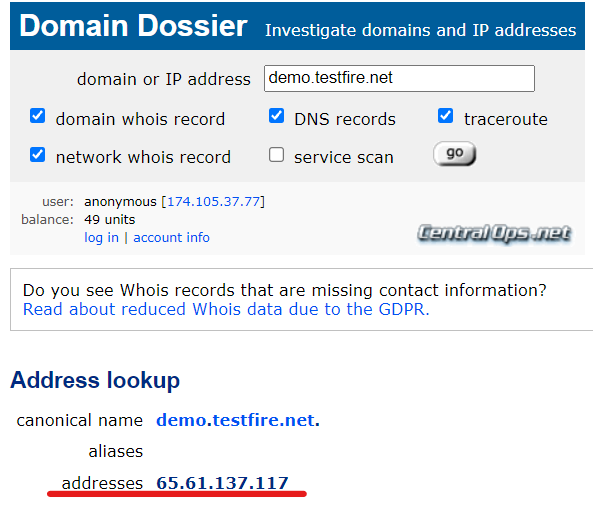 Domain Dossier Investigate domains and IP addresses
domain or IP address demo.testfire.net
domain whois record DNS records traceroute
network whois record service scan go
user: anonymous [174.105.37.77]
balance: 49 units
log in | account info
CentralOps.net
Do you see Whois records that are missing contact information?
Read about reduced Whois data due to the GDPR.
Address lookup
canonical name demo.testfire.net.
aliases
addresses 65.61.137.117